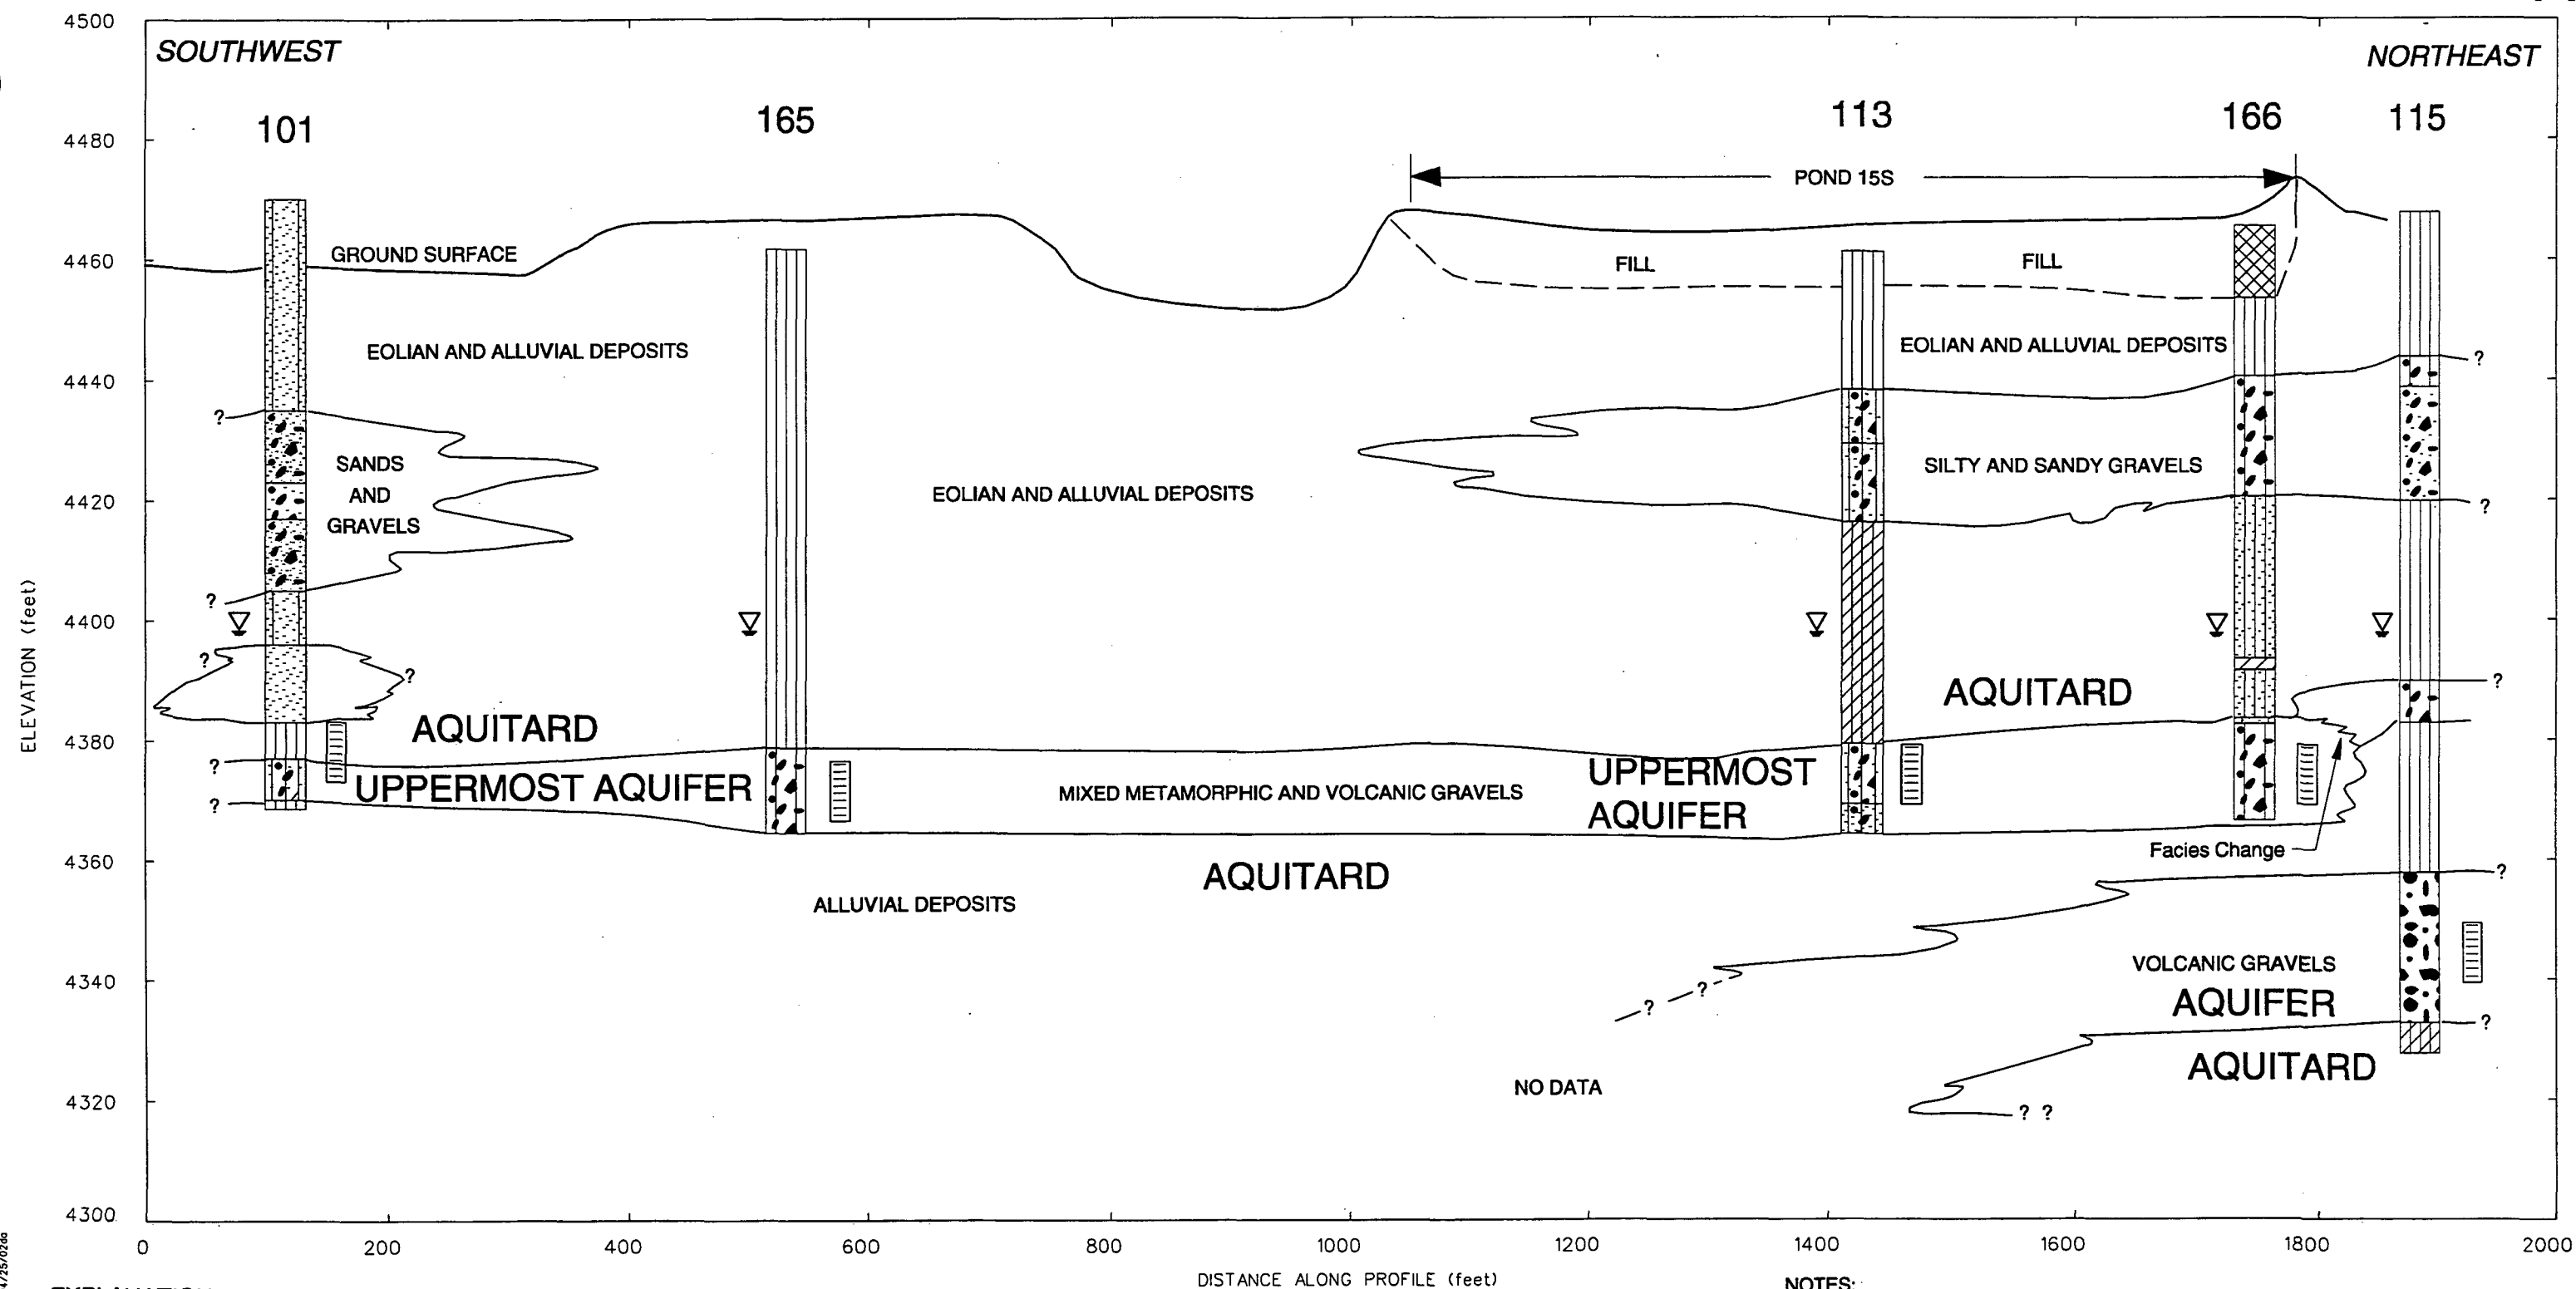 4500
SOUTHWEST
NORTHEAST
101
165
113
166
115
4480
POND 15S
4460
GROUND SURFACE
FILL
FILL
EOLIAN AND ALLUVIAL DEPOSITS
EOLIAN AND ALLUVIAL DEPOSITS
?
4440
?
SANDS
AND
GRAVELS
EOLIAN AND ALLUVIAL DEPOSITS
SILTY AND SANDY GRAVELS
4420
?
?
4400
ELEVATION (feet)
?
?
AQUITARD
?
AQUITARD
4380
?
UPPERMOST AQUIFER
MIXED METAMORPHIC AND VOLCANIC GRAVELS
UPPERMOST
AQUIFER
?
4360
Facies Change
?
AQUITARD
ALLUVIAL DEPOSITS
VOLCANIC GRAVELS
AQUIFER
4340
?
?
?
AQUITARD
NO DATA
4320
? ?
4300
0 200 400 600 800 1000 1200 1400 1600 1800 2000
DISTANCE ALONG PROFILE (feet)
NOTES:
4/25/02dd